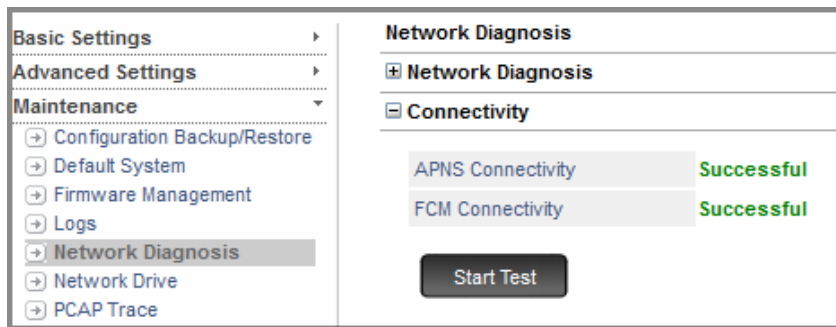 Basic Settings
Advanced Settings
Maintenance
Configuration Backup/Restore
Default System
Firmware Management
Logs
Network Diagnosis
Network Drive
PCAP Trace
Network Diagnosis
Network Diagnosis
Connectivity
APNS Connectivity Successful
FCM Connectivity Successful
Start Test